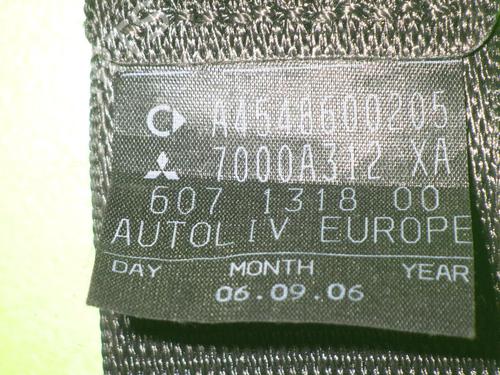 A4548600205
7000A312 XA
607 1318 00
AUTOLIV EUROPE
DAY MONTH YEAR
06.09.06